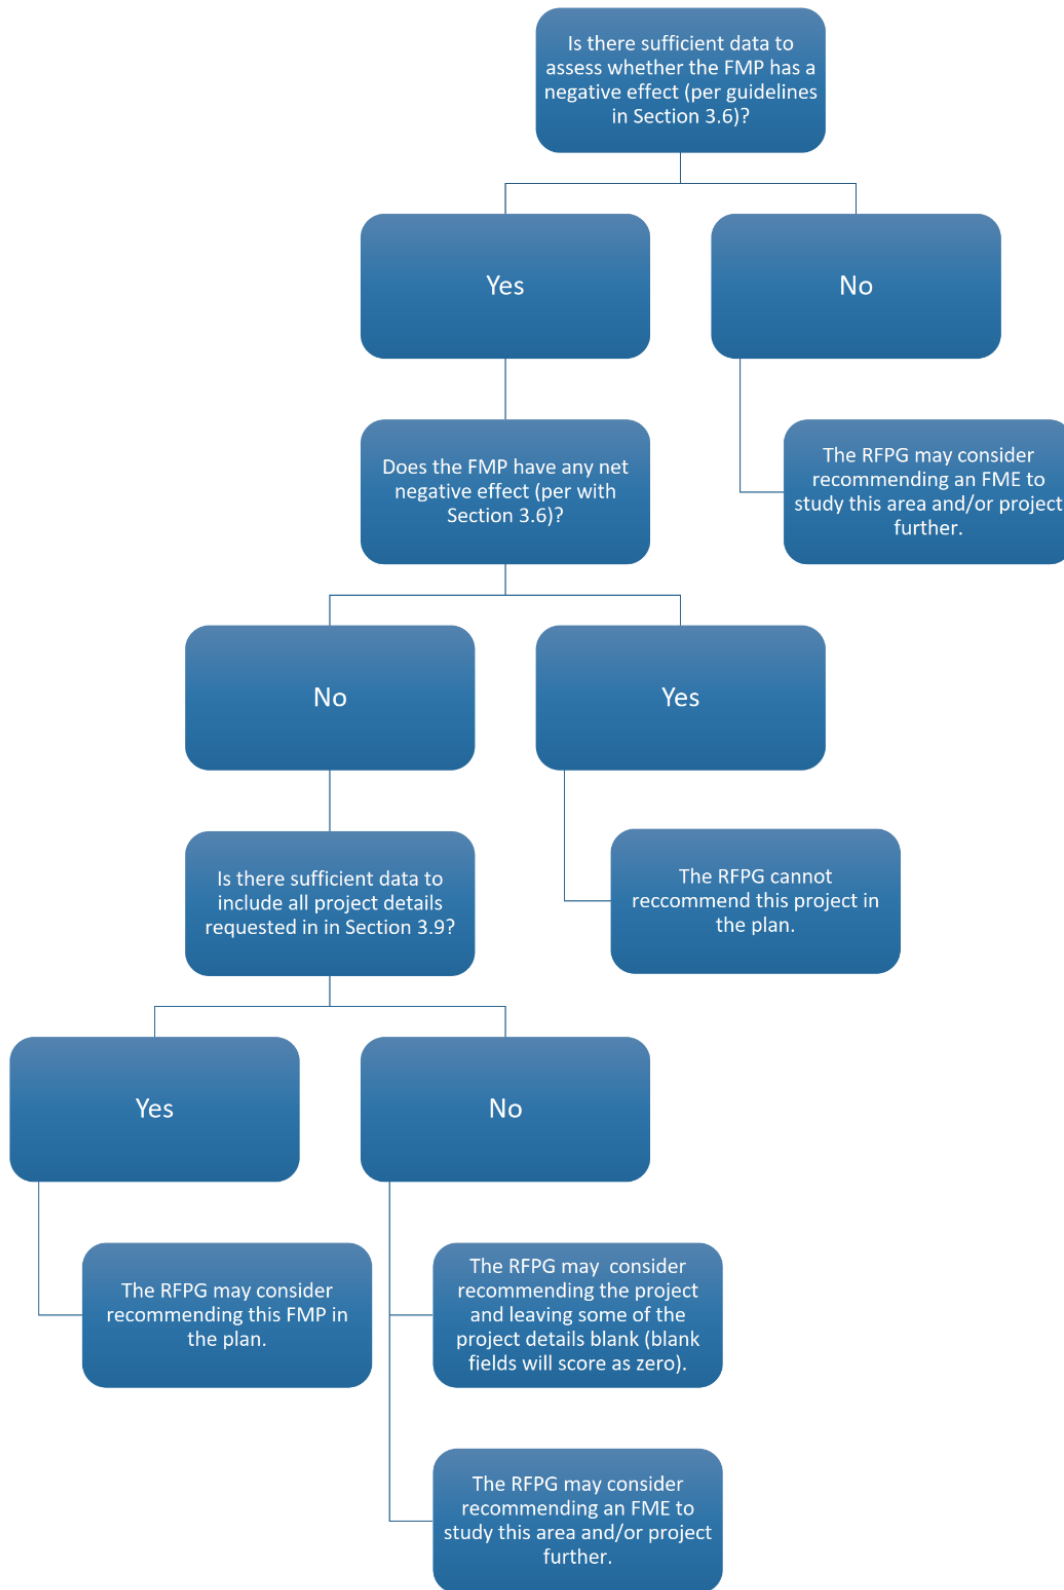 Is there sufficient data to
assess whether the FMP has a
negative effect (per guidelines
in Section 3.6)?
Yes
No
Does the FMP have any net
negative effect (per with
Section 3.6)?
The RFPG may consider
recommending an FME to
study this area and/or project
further.
No
Yes
Is there sufficient data to
include all project details
requested in in Section 3.9?
The RFPG cannot
reccommend this project in
the plan.
Yes
No
The RFPG may consider
recommending this FMP in
the plan.
The RFPG may  consider
recommending the project
and leaving some of the
project details blank (blank
fields will score as zero).
The RFPG may consider
recommending an FME to
study this area and/or project
further.